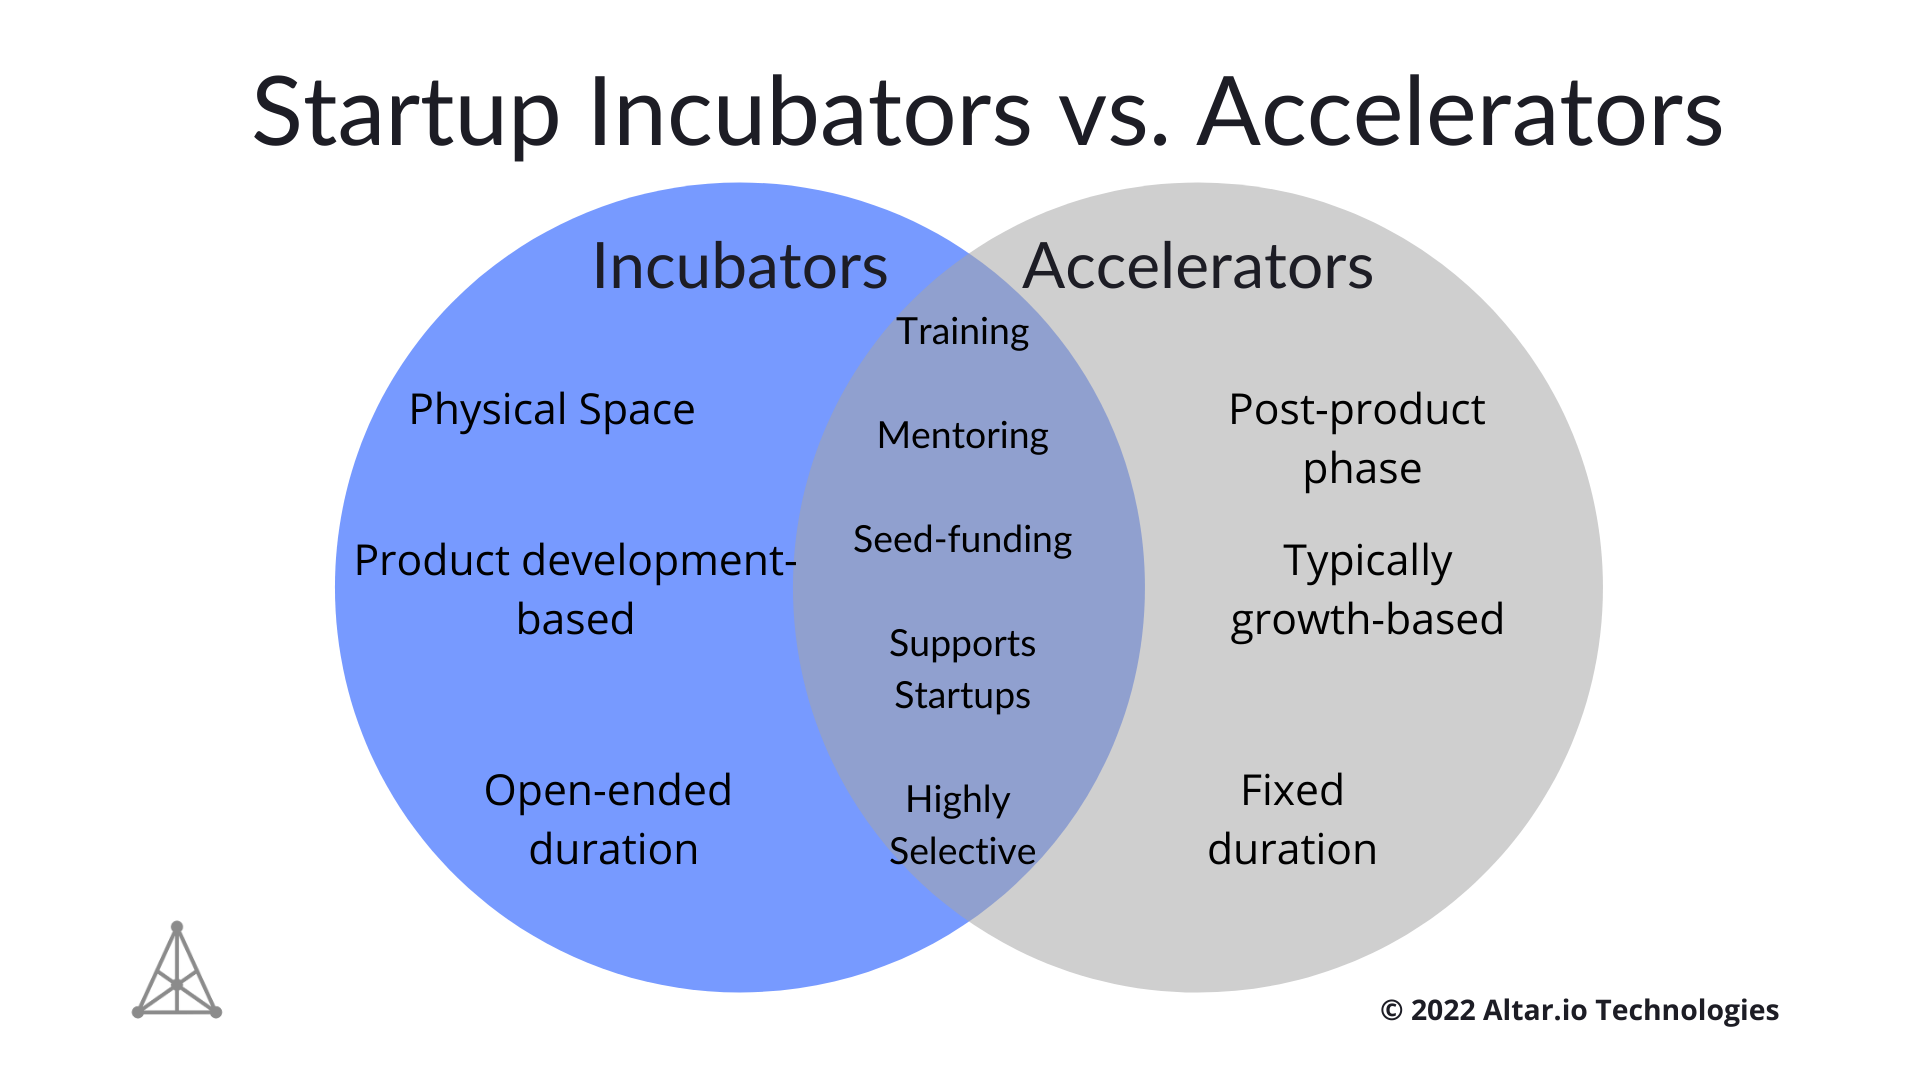 Startup Incubators vs. Accelerators
Incubators
Physical Space
Product development-
based
Open-ended
duration
Training
Mentoring
Seed-funding
Supports
Startups
Highly
Selective
Accelerators
Post-product
phase
Typically
growth-based
Fixed
duration
© 2022 Altar.io Technologies